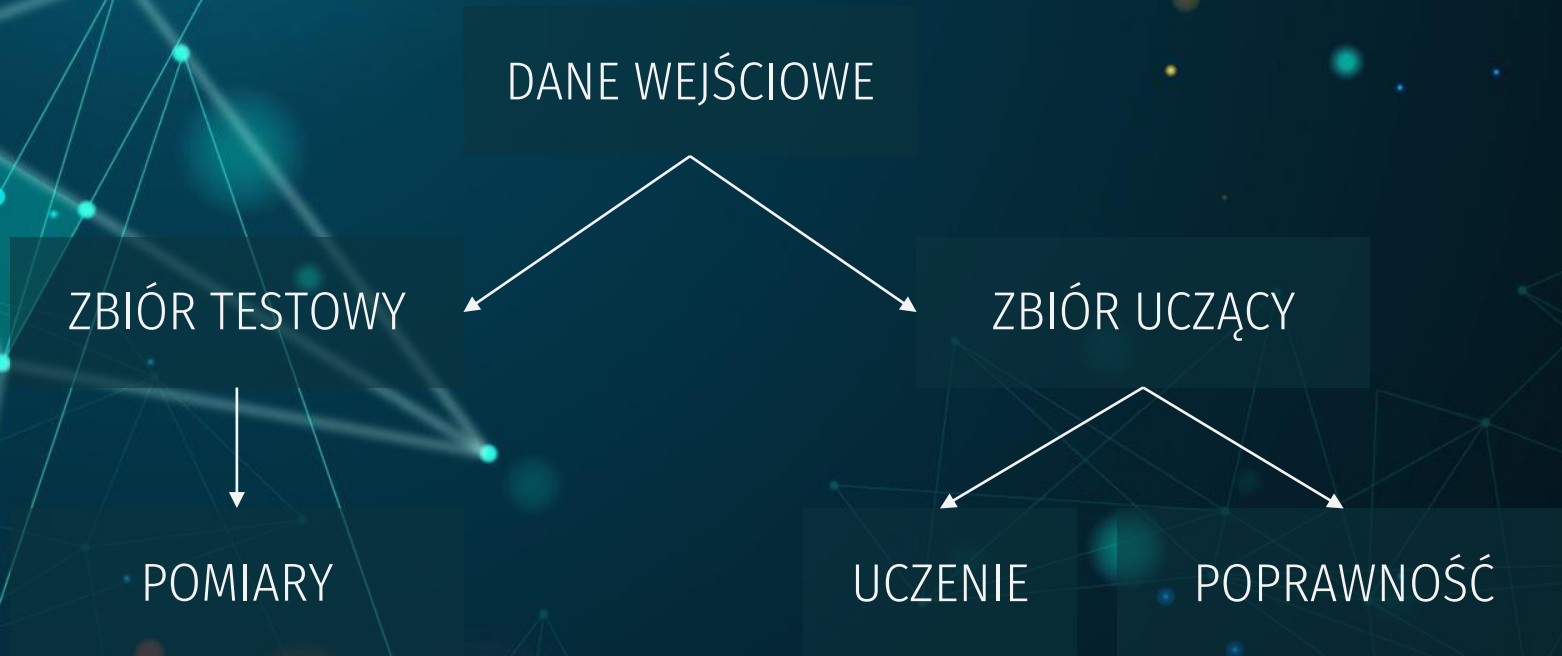 DANE WEJŚCIOWE
ZBIÓR TESTOWY
ZBIÓR UCZĄCY
POMIARY
UCZENIE
POPRAWNOŚĆ